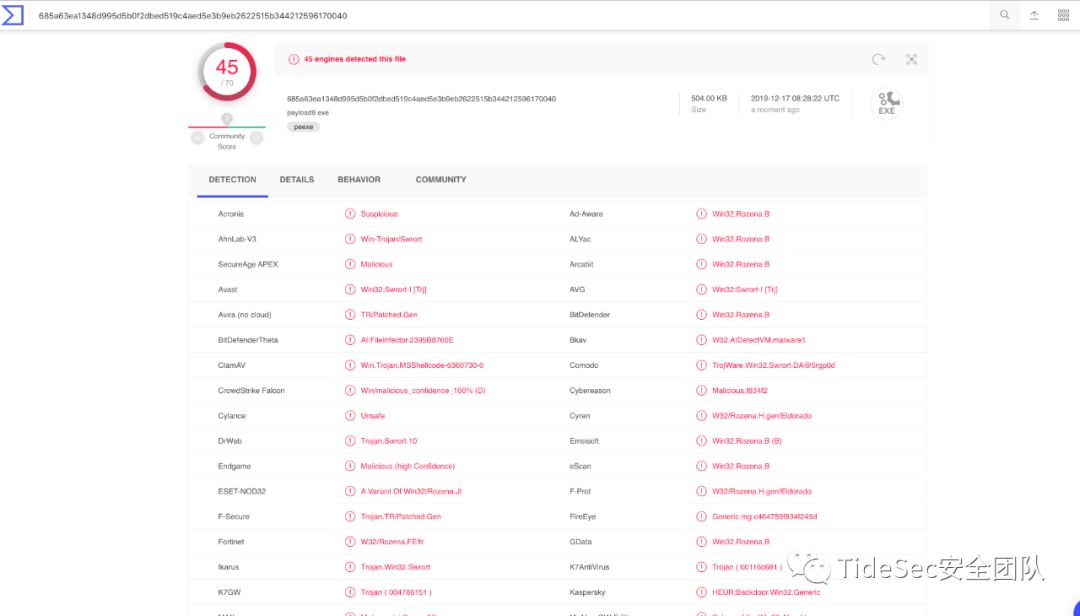 685a63ea1348d995d5b0f2dbed519c4aed5e3b9eb2622515b344212596170040
45
/ 70
?
Community
Score
45 engines detected this file
685a63ea1348d995d5b0f2dbed519c4aed5e3b9eb2622515b344212596170040
payload8.exe
peexe
504.00 KB
Size
2019-12-17 08:28:22 UTC
a moment ago
EXE
DETECTION DETAILS BEHAVIOR COMMUNITY
Acronis Suspicious Ad-Aware Win32.Rozena.B
AhnLab-V3 Win-Trojan/Swrort ALYac Win32.Rozena.B
SecureAge APEX Malicious Arcabit Win32.Rozena.B
Avast Win32:Swrort-I [Trj] AVG Win32:Swrort-I [Trj]
Avira (no cloud) TR/Patched.Gen BitDefender Win32.Rozena.B
BitDefenderTheta AI:FileInfector.2395B8760E Bkav W32.AIDetectVM.malware1
ClamAV Win.Trojan.MSShellcode-6360730-0 Comodo TrojWare.Win32.Swrort.DA@5rgp0d
CrowdStrike Falcon Win/malicious_confidence_100% (D) Cybereason Malicious.f834f2
Cylance Unsafe Cyren W32/Rozena.H.gen!Eldorado
DrWeb Trojan.Swrort.10 Emsisoft Win32.Rozena.B (B)
Endgame Malicious (high Confidence) eScan Win32.Rozena.B
ESET-NOD32 A Variant Of Win32/Rozena.JI F-Prot W32/Rozena.H.gen!Eldorado
F-Secure Trojan.TR/Patched.Gen FireEye Generic.mg.c464759f834f245d
Fortinet W32/Rozena.FE!tr GData Win32.Rozena.B
Ikarus Trojan.Win32.Swrort K7AntiVirus Trojan ( 00116c681 )
K7GW Trojan ( 004786151 ) Kaspersky HEUR:Backdoor.Win32.Generic
TideSec安全团队